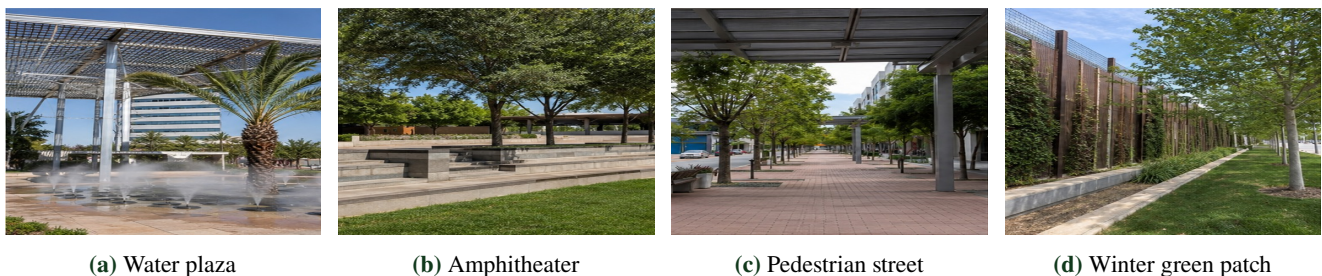 (a) Water plaza
(b) Amphitheater
(c) Pedestrian street
(d) Winter green patch